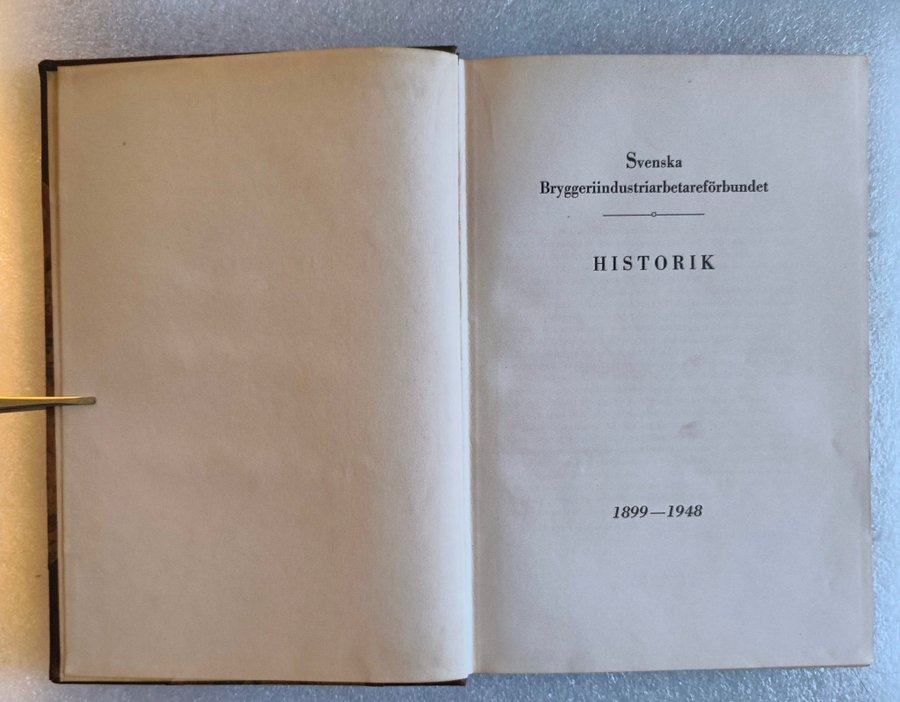 Svenska
Bryggeriindustriarbetareförbundet
HISTORIK
1899—1948